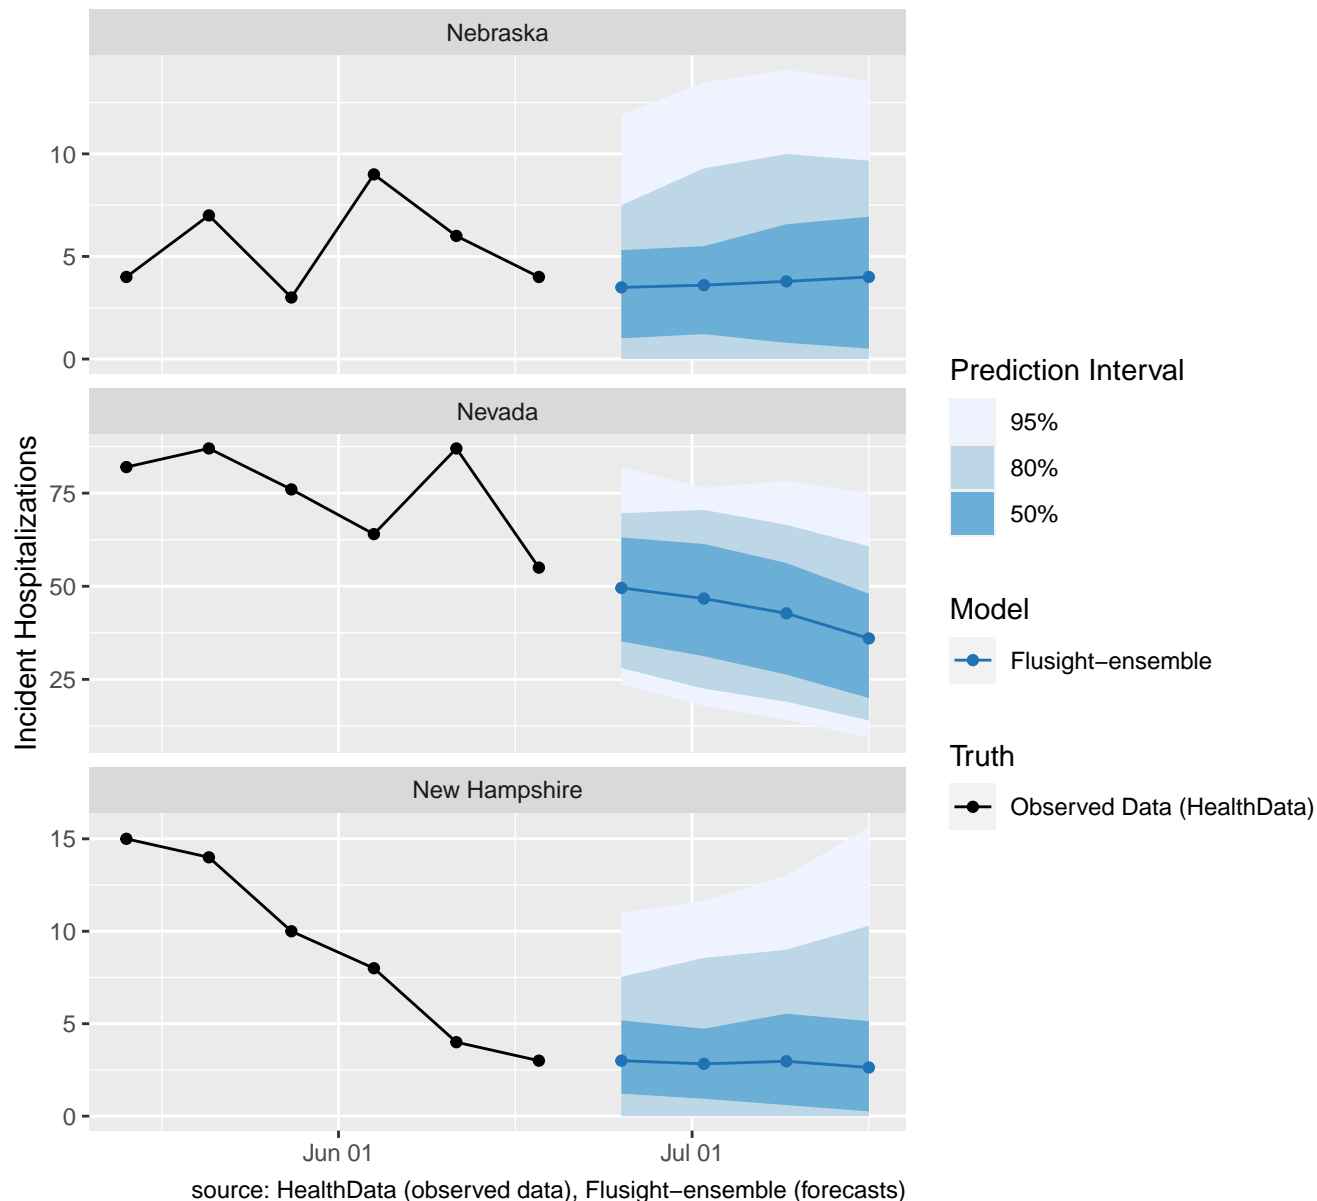 Nebraska
10
5
0
Nevada
75
50
25
New Hampshire
15
10
5
0
Incident Hospitalizations
Jun 01
Jul 01
source: HealthData (observed data), Flusight−ensemble (forecasts)
Prediction Interval
95%
80%
50%
Model
Flusight−ensemble
Truth
Observed Data (HealthData)